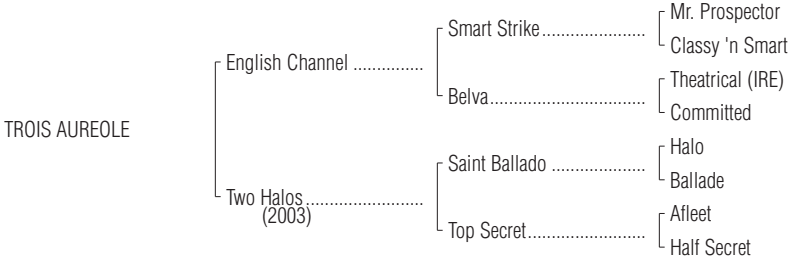 Mr. Prospector
Smart Strike......................
Classy 'n Smart
English Channel ...............
Theatrical (IRE)
Belva.................................
Committed
TROIS AUREOLE
Halo
Saint Ballado ....................
Ballade
Two Halos.........................
(2003)
Afleet
Top Secret.........................
Half Secret